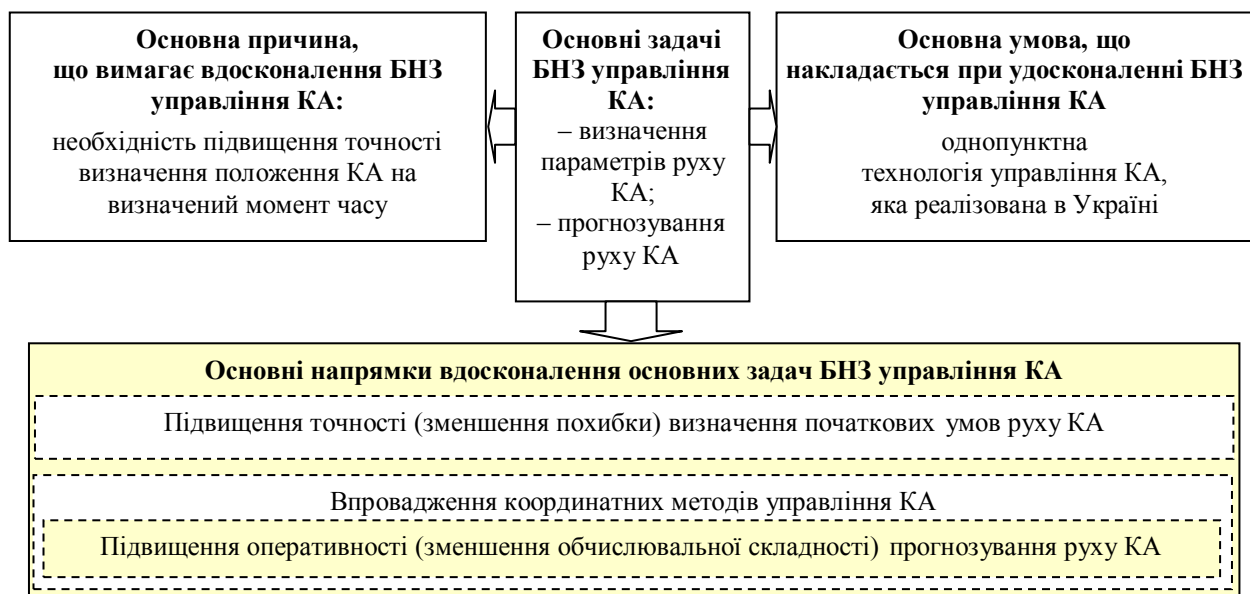 Основна причина,
що вимагає вдосконалення БНЗ
управління КА:
необхідність підвищення точності
визначення положення КА на
визначений момент часу
Основні задачі
БНЗ управління
КА:
– визначення
параметрів руху
КА;
– прогнозування
руху КА
Основна умова, що
накладається при удосконаленні БНЗ
управління КА
однопунктна
технологія управління КА,
яка реалізована в Україні
Основні напрямки вдосконалення основних задач БНЗ управління КА
Підвищення точності (зменшення похибки) визначення початкових умов руху КА
Впровадження координатних методів управління КА
Підвищення оперативності (зменшення обчислювальної складності) прогнозування руху КА